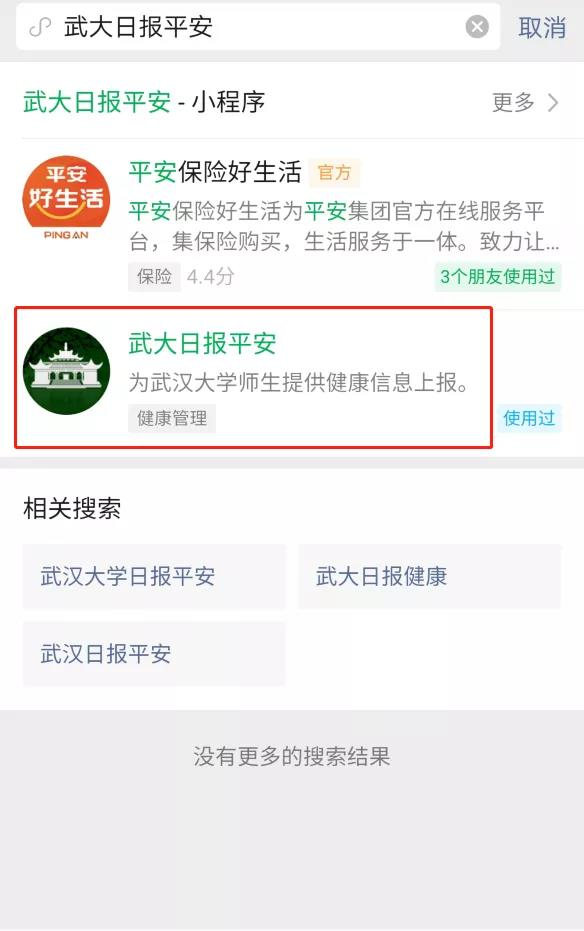 武大日报平安
取消
武大日报平安 - 小程序
更多
平安
好生活
PING AN
平安保险好生活
官方
平安保险好生活为平安集团官方在线服务平
台，集保险购买，生活服务于一体。致力让...
保险
4.4分
3个朋友使用过
武大日报平安
为武汉大学师生提供健康信息上报。
健康管理
使用过
相关搜索
武汉大学日报平安
武大日报健康
武汉日报平安
没有更多的搜索结果